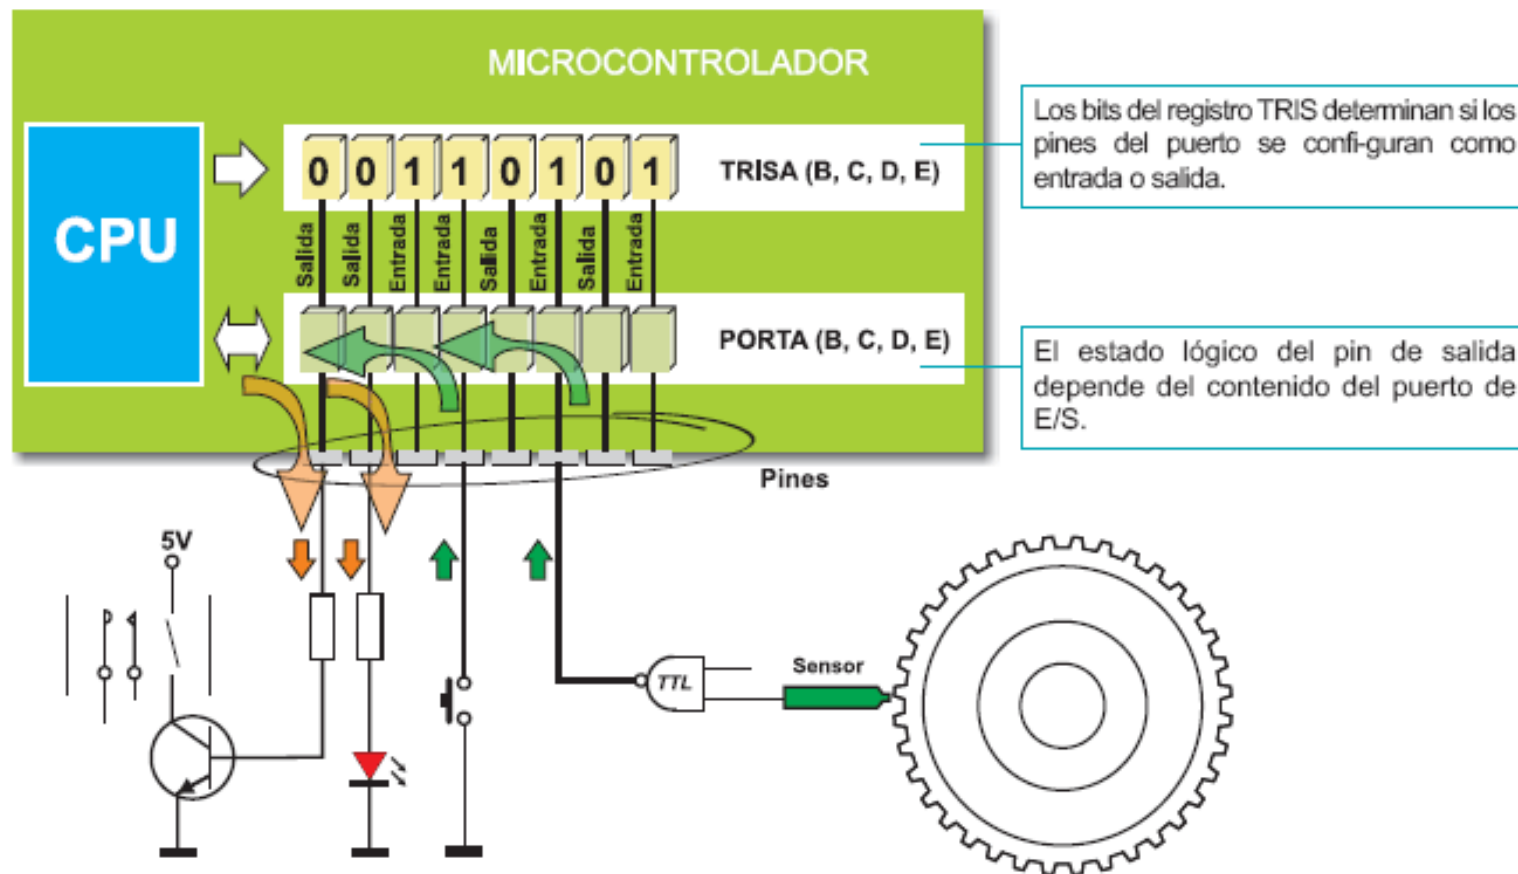 MICROCONTROLADOR
CPU
0 0 1 1 0 1 0 1
TRISA (B, C, D, E)
Los bits del registro TRIS determinan si los
pines del puerto se confi-guran como
entrada o salida.
Salida
Salida
Entrada
Entrada
Salida
Entrada
Salida
Entrada
PORTA (B, C, D, E)
El estado lógico del pin de salida
depende del contenido del puerto de
E/S.
Pines
5V
TTL
Sensor